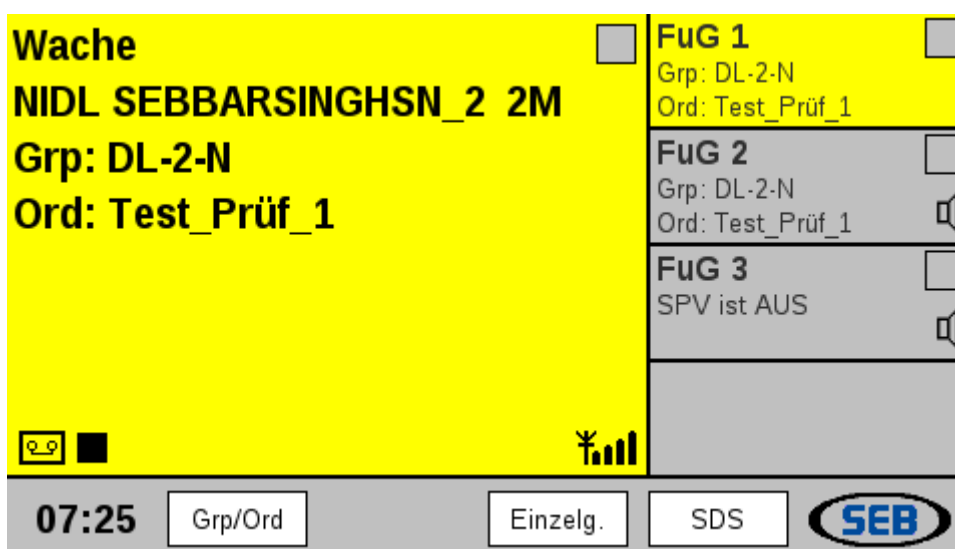 Wache
NIDL SEBBARSINGHSN_2 2M
Grp: DL-2-N
Ord: Test_Prüf_1
FuG 1
Grp: DL-2-N
Ord: Test_Prüf_1
FuG 2
Grp: DL-2-N
Ord: Test_Prüf_1
FuG 3
SPV ist AUS
07:25
Grp/Ord
Einzelg.
SDS
SEB